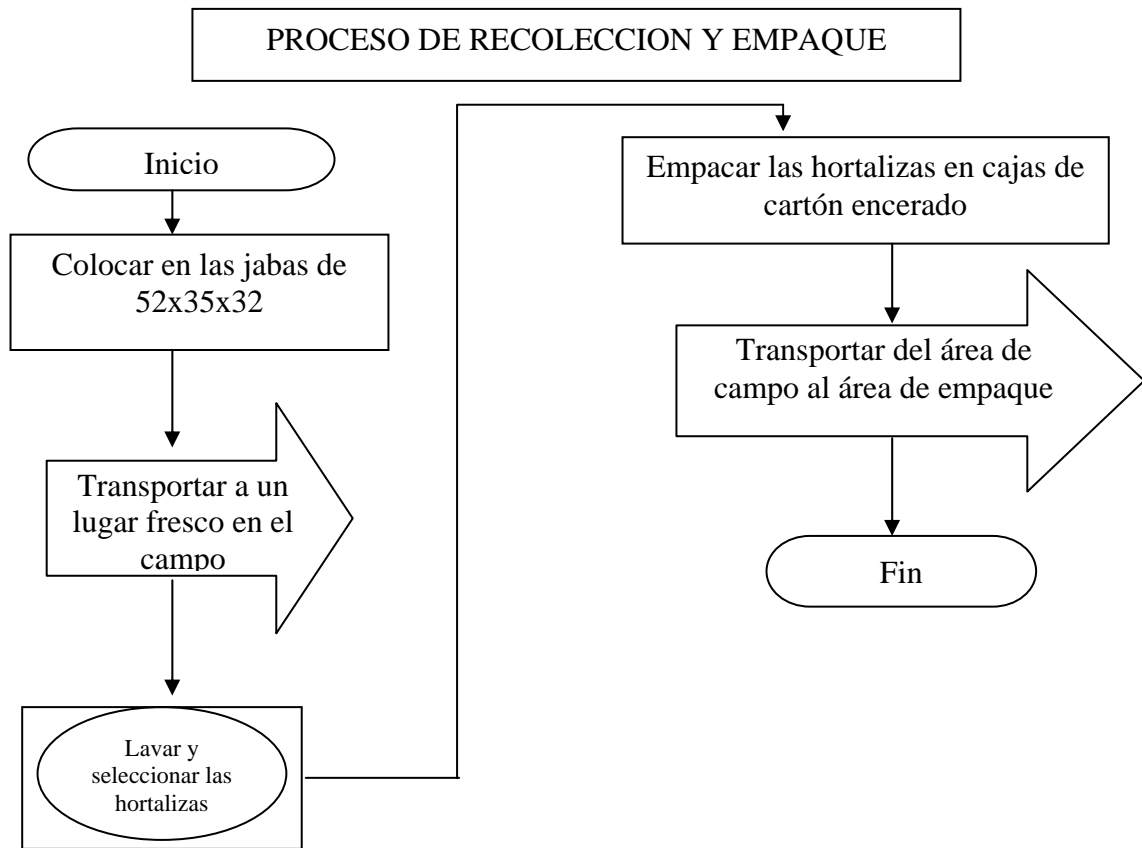 PROCESO DE RECOLECCION Y EMPAQUE
Inicio
Colocar en las jabas de
52x35x32
Transportar a un
lugar fresco en el
campo
Lavar y
seleccionar las
hortalizas
Empacar las hortalizas en cajas de
cartón encerado
Transportar del área de
campo al área de empaque
Fin